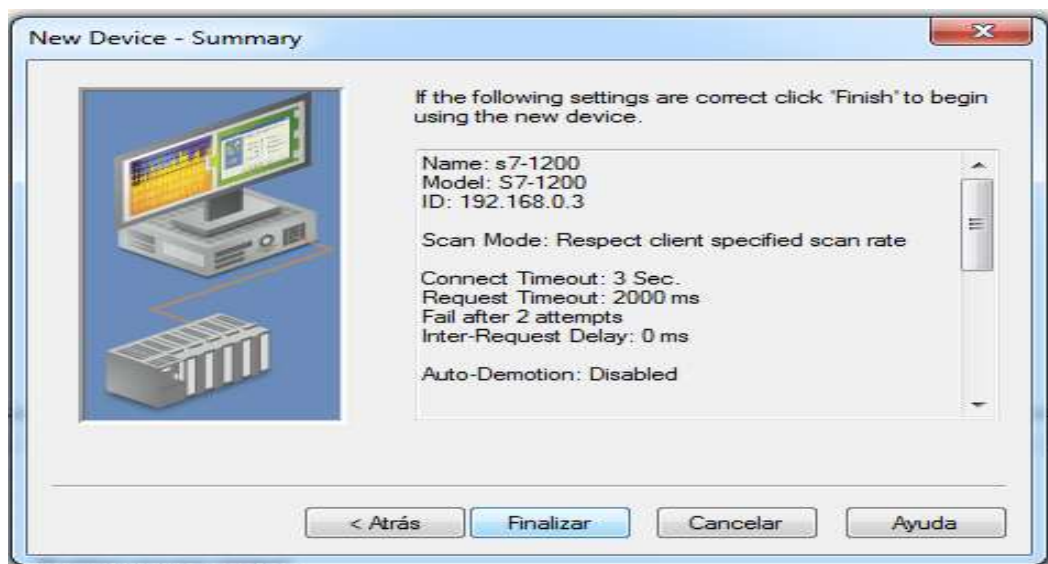 New Device - Summary
If the following settings are correct click "Finish" to begin
using the new device.
Name: s7-1200
Model: S7-1200
ID: 192.168.0.3
Scan Mode: Respect client specified scan rate
Connect Timeout: 3 Sec.
Request Timeout: 2000 ms
Fail after 2 attempts
Inter-Request Delay: 0 ms
Auto-Demotion: Disabled
< Atrás
Finalizar
Cancelar
Ayuda